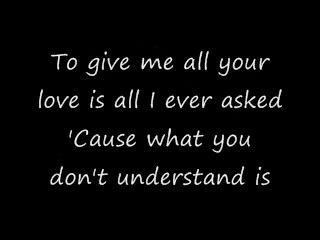 To give me all your
love is all I ever asked
'Cause what you
don't understand is